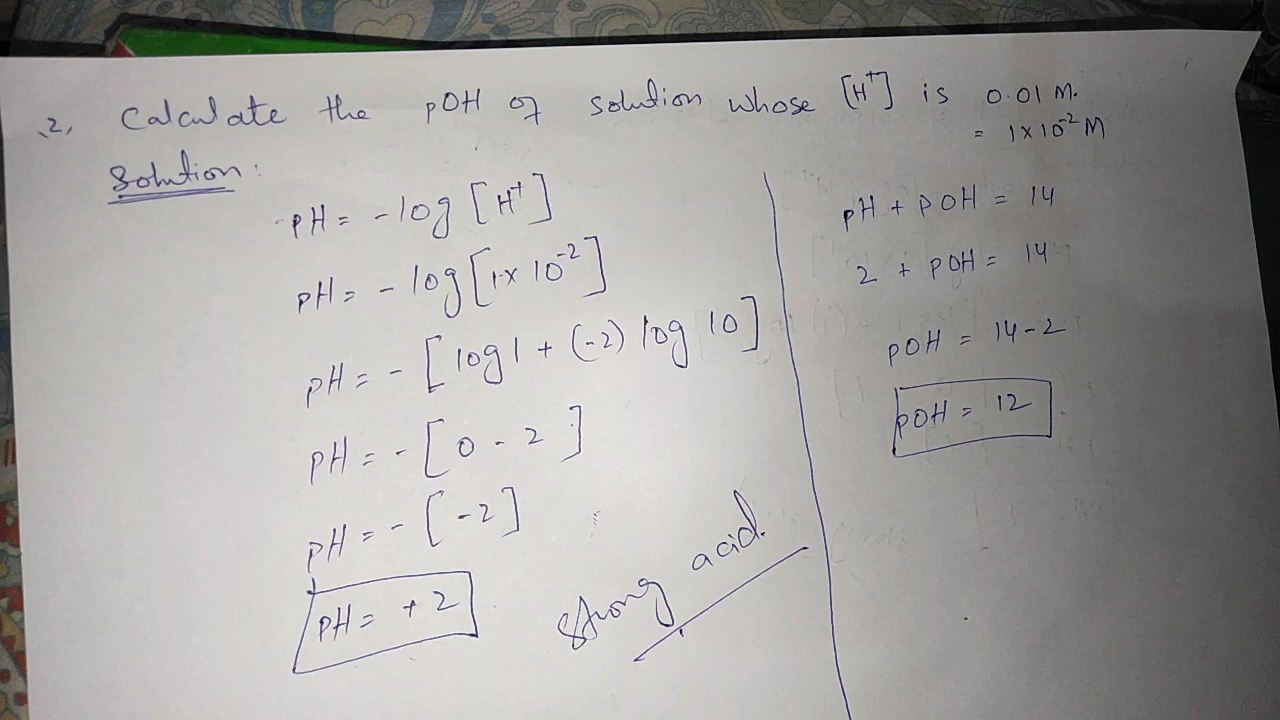 2, Calculate the pOH of solution whose [H⁺] is 0.01 M.
= 1 x 10⁻² M
Solution:
pH = - log [H⁺]
pH = - log [1 x 10⁻²]
pH = - [log 1 + (-2) log 10]
pH = - [0 - 2]
pH = - [-2]
pH = + 2
strong acid.
pH + pOH = 14
2 + pOH = 14
pOH = 14 - 2
pOH = 12